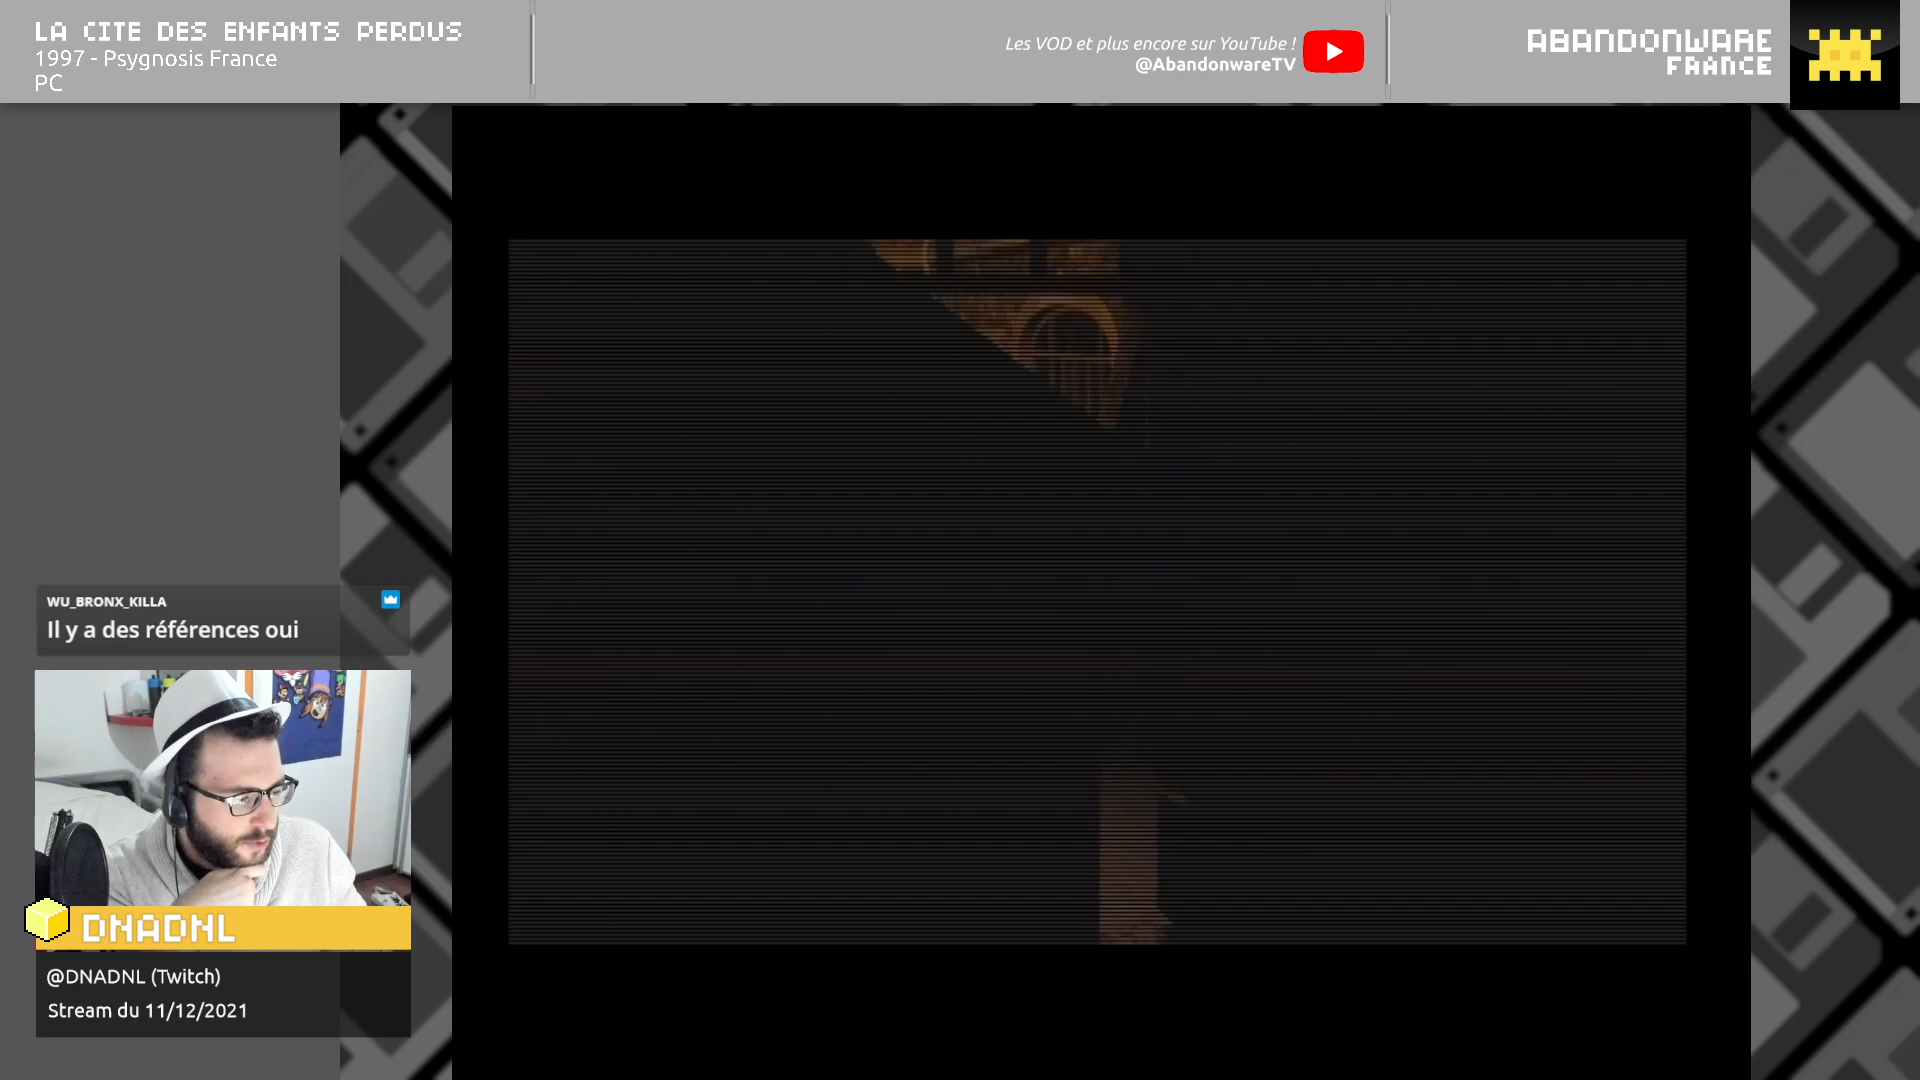 LA CITE DES ENFANTS PERDUS
1997 - Psygnosis France
PC
Les VOD et plus encore sur YouTube !
@AbandonwareTV
ABANDONWARE
FRANCE
WU_BRONX_KILLA
Il y a des références oui
DNADNL
@DNADNL (Twitch)
Stream du 11/12/2021